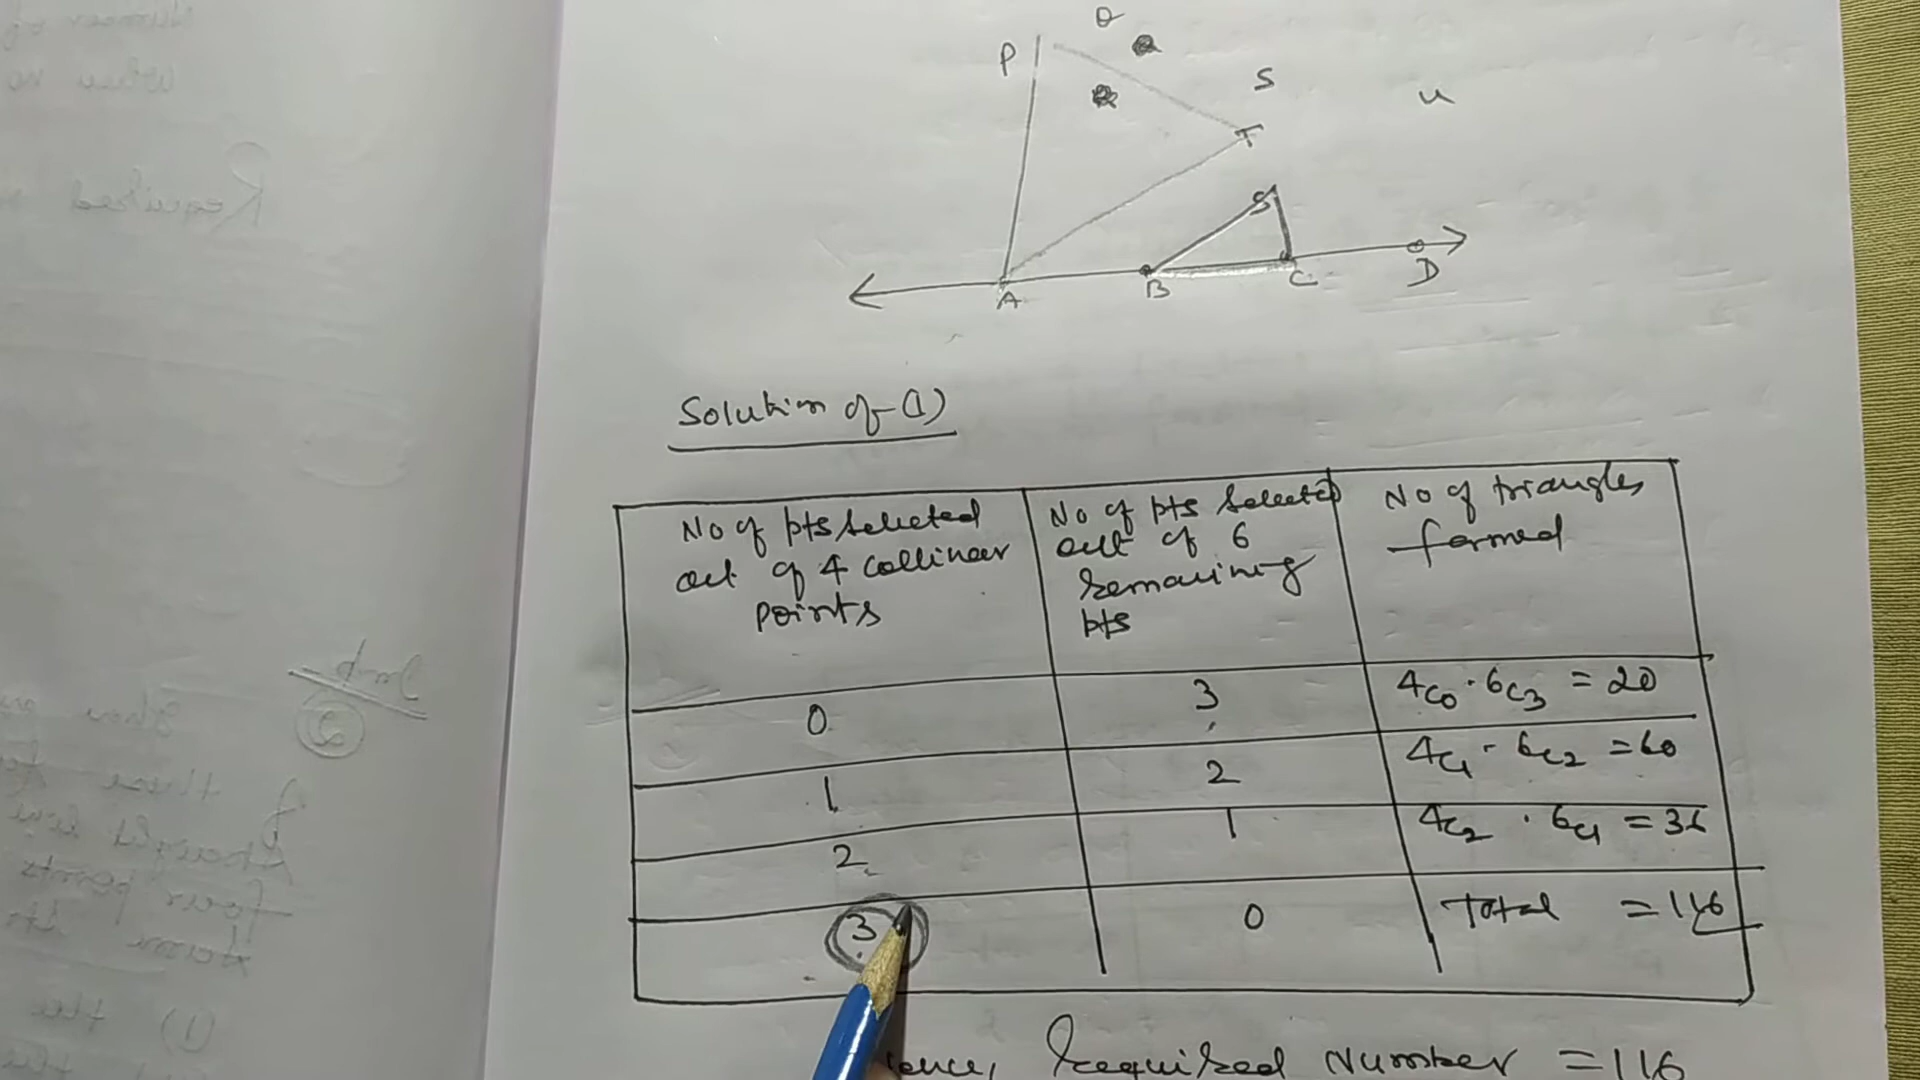 P
S
u
T
S
A
B
C
D
Solution of (1)
No of pts selected
out of 4 collinear
points
No of pts selected
out of 6
remaining
pts
No of triangles
formed
0
3
4c0 · 6c3 = 20
1
2
4c1 · 6c2 = 60
2
1
4c2 · 6c1 = 36
3
0
Total = 116
Required Number = 116